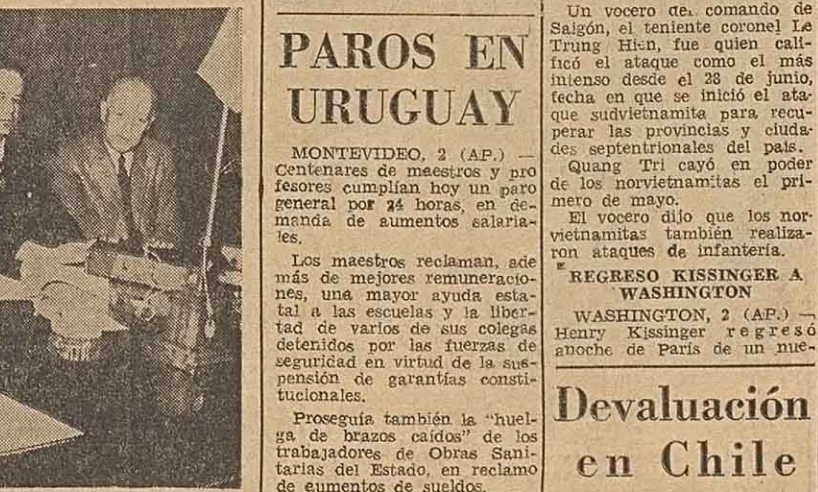 PAROS EN
URUGUAY
MONTEVIDEO, 2 (AP.) —
Centenares de maestros y pro
fesores cumplían hoy un paro
general por 24 horas, en de-
manda de aumentos salaria-
les.
Los maestros reclaman, ade
más de mejores remuneracio-
nes, una mayor ayuda esta-
tal a las escuelas y la liber-
tad de varios de sus colegas
detenidos por las fuerzas de
seguridad en virtud de la sus-
pensión de garantías consti-
tucionales.
Proseguía también la "huel-
ga de brazos caídos" de los
trabajadores de Obras Sani-
tarias del Estado, en reclamo
de aumentos de sueldos.
Un vocero del comando de
Saigón, el teniente coronel Le
Trung Hien, fue quien cali-
ficó el ataque como el más
intenso desde el 28 de junio,
fecha en que se inició el ata-
que sudvietnamita para recu-
perar las provincias y ciuda-
des septentrionales del país.
Quang Tri cayó en poder
de los norvietnamitas el pri-
mero de mayo.
El vocero dijo que los nor-
vietnamitas también realiza-
ron ataques de infantería.
REGRESO KISSINGER A
WASHINGTON
WASHINGTON, 2 (AP.) —
Henry Kissinger regresó
anoche de París de un nue-
Devaluación
en Chile